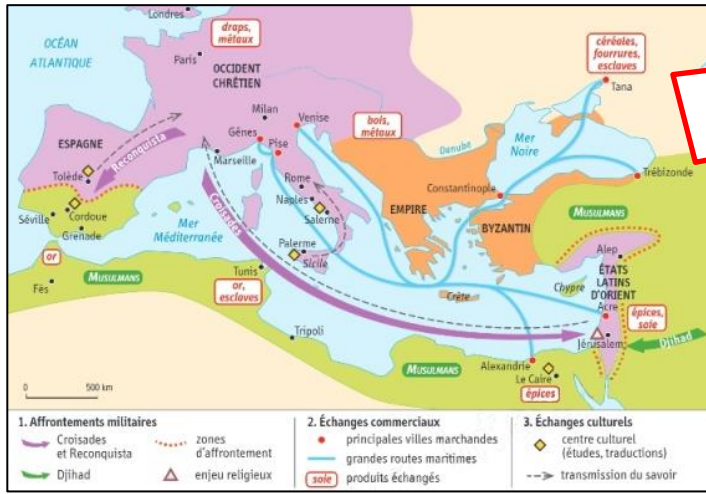 Londres
draps,
métaux
OCÉAN
ATLANTIQUE
Paris
OCCIDENT
CHRÉTIEN
céréales,
fourrures,
esclaves
Tana
Milan
Venise
bois,
métaux
Gênes
Pise
Danube
Mer
Noire
ESPAGNE
Reconquista
Marseille
Tolède
Rome
Naples
Salerne
Constantinople
Trébizonde
EMPIRE
BYZANTIN
MUSULMANS
Séville
Cordoue
Grenade
Mer
Méditerranée
Croisades
Palerme
Sicile
Alep
ÉTATS
LATINS
D'ORIENT
or
Fès
MUSULMANS
Tunis
or,
esclaves
Crète
Chypre
Acre
épices,
soie
Jérusalem
Djihad
Tripoli
MUSULMANS
Alexandrie
Le Caire
épices
0 500 km
1. Affrontements militaires
Croisades
et Reconquista
zones
d'affrontement
Djihad
enjeu religieux
2. Échanges commerciaux
principales villes marchandes
grandes routes maritimes
soie produits échangés
3. Échanges culturels
centre culturel
(études, traductions)
transmission du savoir